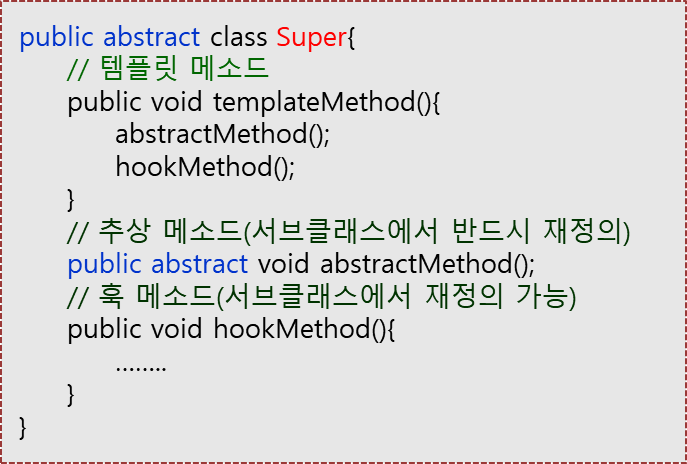 public abstract class Super{
// 템플릿 메소드
public void templateMethod(){
abstractMethod();
hookMethod();
}
// 추상 메소드(서브클래스에서 반드시 재정의)
public abstract void abstractMethod();
// 훅 메소드(서브클래스에서 재정의 가능)
public void hookMethod(){
........
}
}